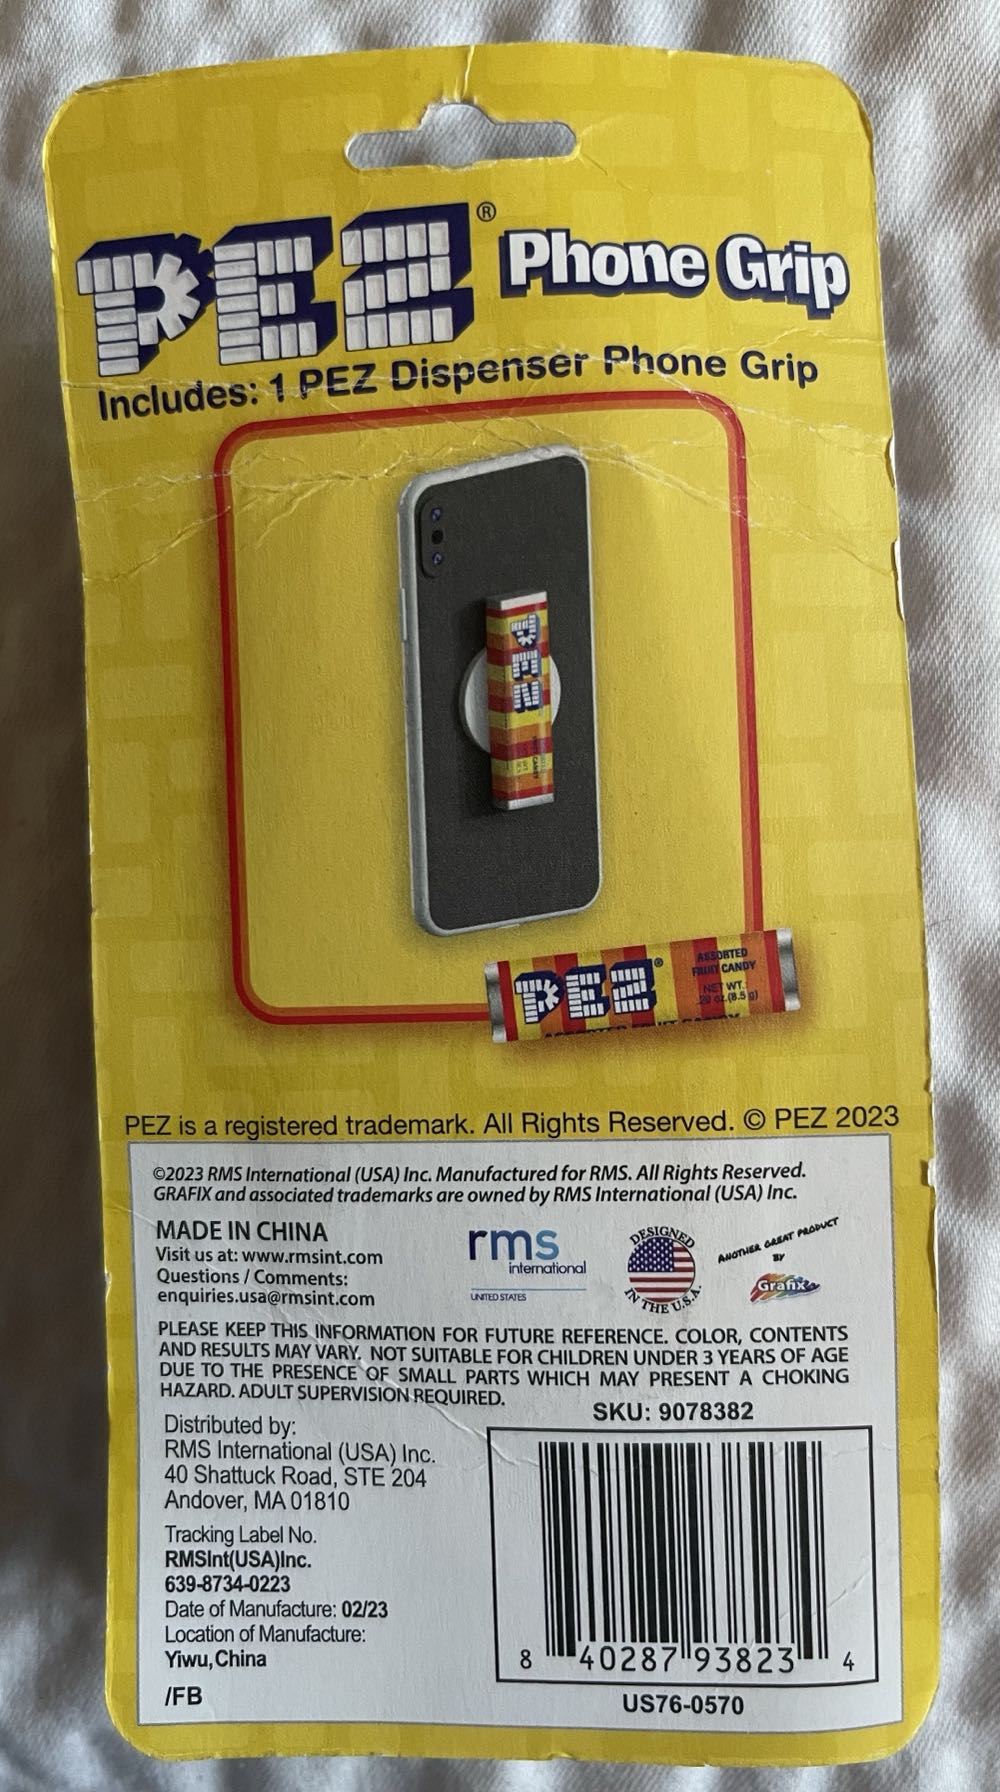 PEZ® Phone Grip
Includes: 1 PEZ Dispenser Phone Grip
PEZ
PEZ®
ASSORTED
FRUIT CANDY
NET WT.
.29 oz.(8.5 g)
ASSORTED FRUIT CANDY
PEZ is a registered trademark. All Rights Reserved. © PEZ 2023
©2023 RMS International (USA) Inc. Manufactured for RMS. All Rights Reserved.
GRAFIX and associated trademarks are owned by RMS International (USA) Inc.
MADE IN CHINA
Visit us at: www.rmsint.com
Questions / Comments:
enquiries.usa@rmsint.com
rms
international
UNITED STATES
DESIGNED
IN THE U.S.A.
ANOTHER GREAT PRODUCT
BY
Grafix
PLEASE KEEP THIS INFORMATION FOR FUTURE REFERENCE. COLOR, CONTENTS
AND RESULTS MAY VARY. NOT SUITABLE FOR CHILDREN UNDER 3 YEARS OF AGE
DUE TO THE PRESENCE OF SMALL PARTS WHICH MAY PRESENT A CHOKING
HAZARD. ADULT SUPERVISION REQUIRED.
Distributed by:
RMS International (USA) Inc.
40 Shattuck Road, STE 204
Andover, MA 01810
Tracking Label No.
RMSInt(USA)Inc.
639-8734-0223
Date of Manufacture: 02/23
Location of Manufacture:
Yiwu,China
/FB
SKU: 9078382
8 40287 93823 4
US76-0570